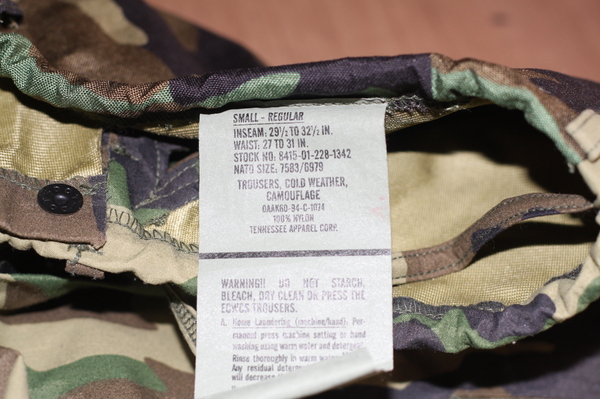 SMALL - REGULAR
INSEAM: 29½ TO 32½ IN.
WAIST: 27 TO 31 IN.
STOCK NO: 8415-01-228-1342
NATO SIZE: 7583/6979
TROUSERS, COLD WEATHER,
CAMOUFLAGE
DAAK60-94-C-1074
100% NYLON
TENNESSEE APPAREL CORP.
WARNING!! DO NOT STARCH,
BLEACH, DRY CLEAN OR PRESS THE
ECWCS TROUSERS.
A. Home Laundering (machine/hand). Per-
manent press machine setting or hand
washing using warm water and detergent.
Rinse thoroughly in warm water
Any residual
will decrease